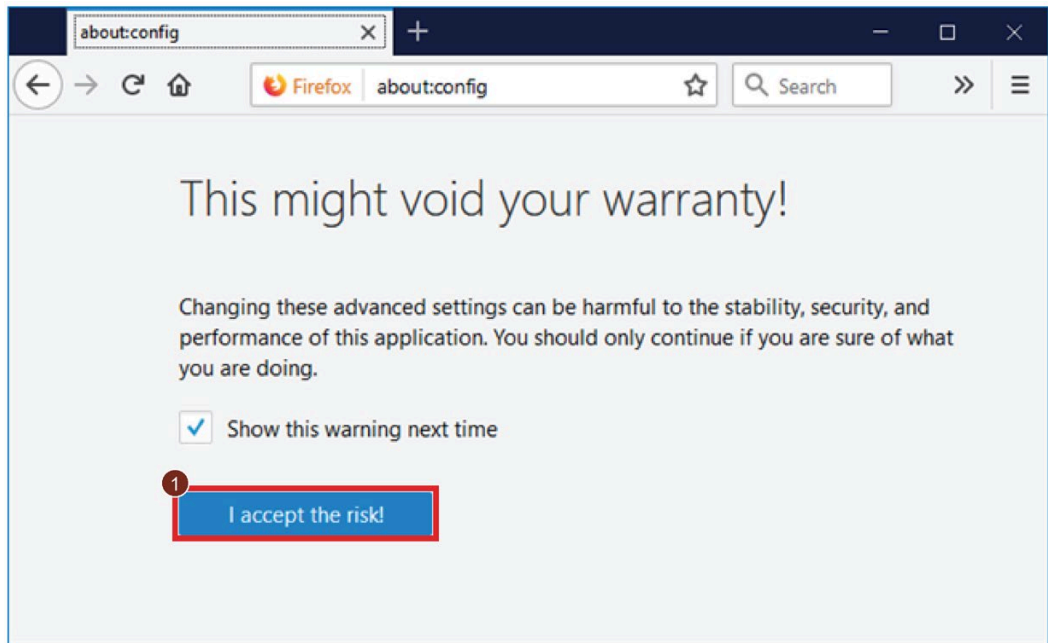 about:config
Firefox about:config Search
This might void your warranty!
Changing these advanced settings can be harmful to the stability, security, and
performance of this application. You should only continue if you are sure of what
you are doing.
Show this warning next time
1
I accept the risk!